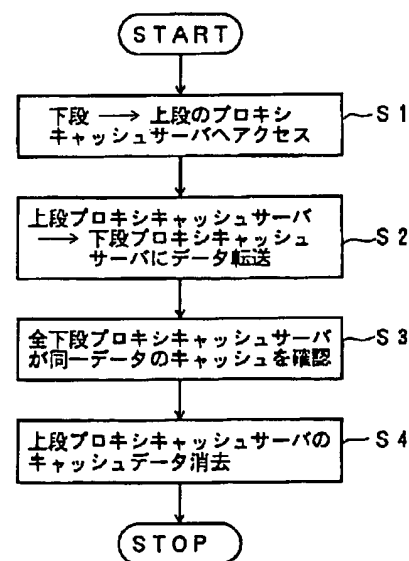 START
下段 → 上段のプロキシ
キャッシュサーバへアクセス
S1
上段プロキシキャッシュサーバ
→ 下段プロキシキャッシュ
サーバにデータ転送
S2
全下段プロキシキャッシュサーバ
が同一データのキャッシュを確認
S3
上段プロキシキャッシュサーバの
キャッシュデータ消去
S4
STOP